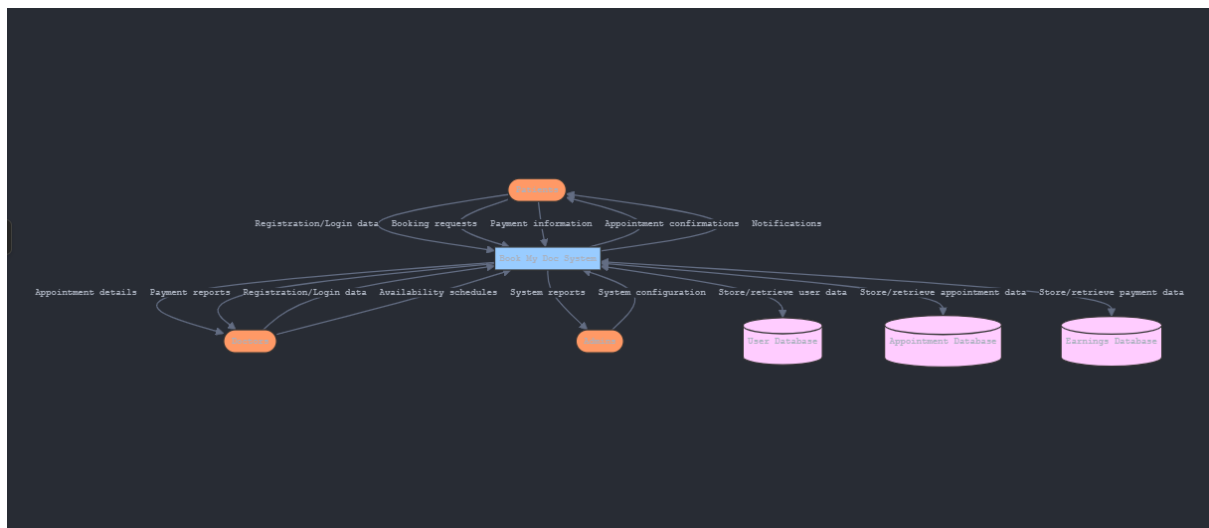 Registration/Login data
Booking requests
Payment information
Appointment confirmations
Notifications
Book My Doc System
Appointment details
Payment reports
Registration/Login data
Availability schedules
System reports
System configuration
Store/retrieve user data
Store/retrieve appointment data
Store/retrieve payment data
User Database
Appointment Database
Earnings Database